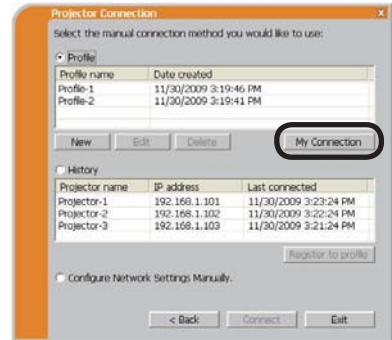 Projector Connection
Select the manual connection method you would like to use:
Profile
Profile name Date created
Profile-1 11/30/2009 3:19:46 PM
Profile-2 11/30/2009 3:19:41 PM
New Edit Delete My Connection
History
Projector name IP address Last connected
Projector-1 192.168.1.101 11/30/2009 3:23:24 PM
Projector-2 192.168.1.102 11/30/2009 3:22:24 PM
Projector-3 192.168.1.103 11/30/2009 3:21:24 PM
Register to profile
Configure Network Settings Manually.
< Back Connect Exit